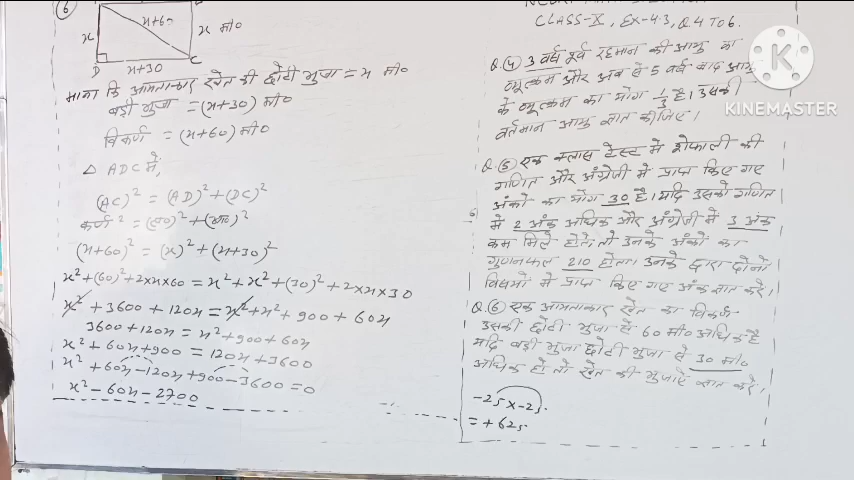 ⑥
x+60
x
x मी०
D
C
x+30
माना कि आयताकार खेत की छोटी भुजा = x मी०
बड़ी भुजा = (x+30) मी०
विकर्ण = (x+60) मी०
△ ADC में,
(AC)² = (AD)² + (DC)²
कर्ण² = (लम्ब)² + (आधार)²
(x+60)² = (x)² + (x+30)²
x² + (60)² + 2×x×60 = x² + x² + (30)² + 2×x×30
x² + 3600 + 120x = x² + x² + 900 + 60x
3600 + 120x = x² + 900 + 60x
x² + 60x + 900 = 120x + 3600
x² + 60x - 120x + 900 - 3600 = 0
x² - 60x - 2700
CLASS-X, EX-4.3, Q.4 TO 6.
Q.④ 3 वर्ष पूर्व रहमान की आयु का
व्युत्क्रम और अब से 5 वर्ष बाद आयु
के व्युत्क्रम का योग 1/3 है। उसकी
वर्तमान आयु ज्ञात कीजिए।
Q.⑤ एक क्लास टेस्ट में शेफाली की
गणित और अंग्रेजी में प्राप्त किए गए
अंकों का योग 30 है। यदि उसको गणित
में 2 अंक अधिक और अंग्रेजी में 3 अंक
कम मिले होते, तो उनके अंकों का
गुणनफल 210 होता। उनके द्वारा दोनों
विषयों में प्राप्त किए गए अंक ज्ञात करें।
Q.⑥ एक आयताकार खेत का विकर्ण
उसकी छोटी भुजा से 60 मी० अधिक है
यदि बड़ी भुजा छोटी भुजा से 30 मी०
अधिक हो तो खेत की भुजाएँ ज्ञात करें।
-25×-25
= +625
KINEMASTER